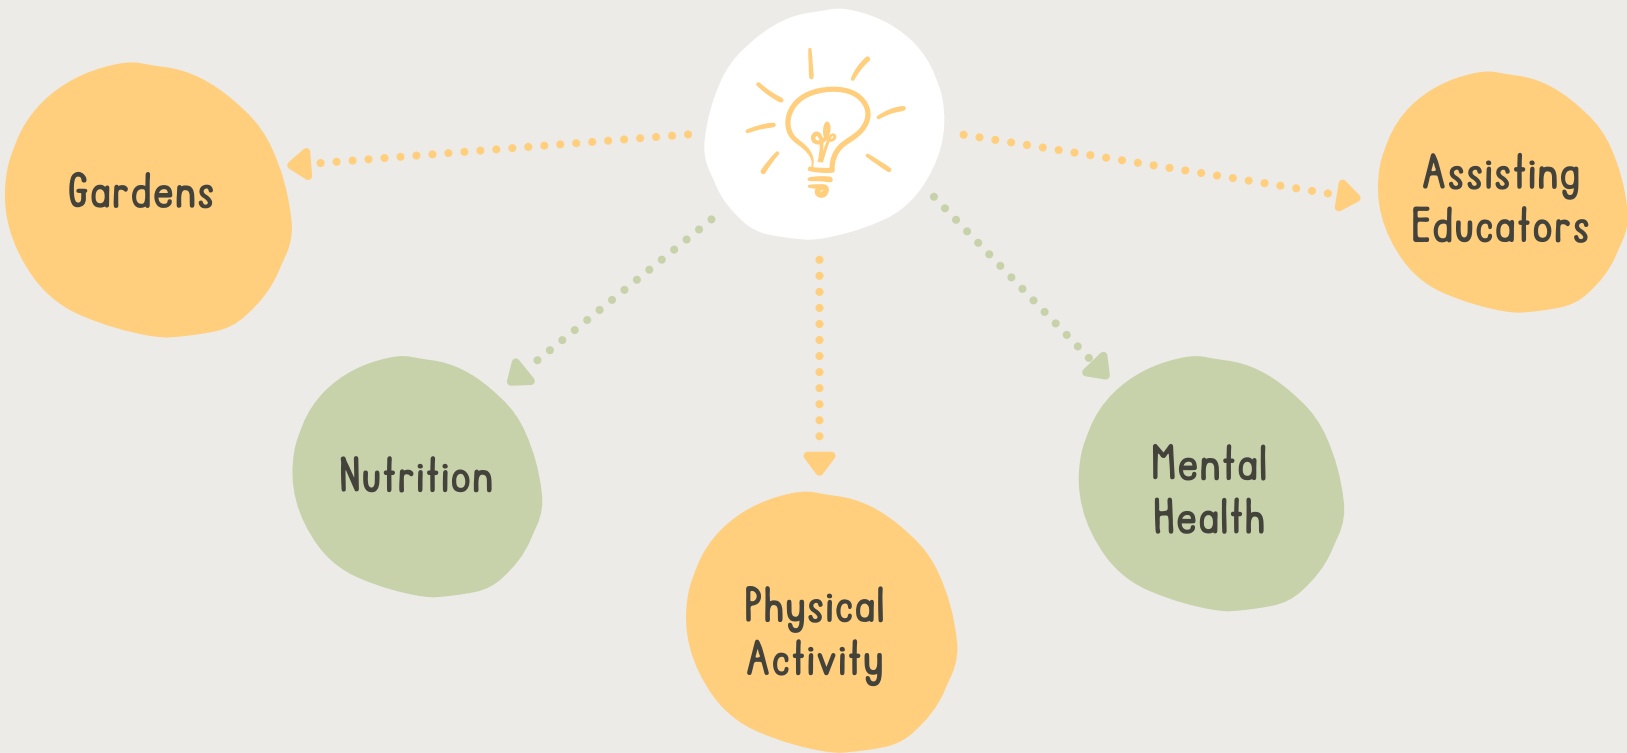 Gardens
Nutrition
Physical
Activity
Mental
Health
Assisting
Educators